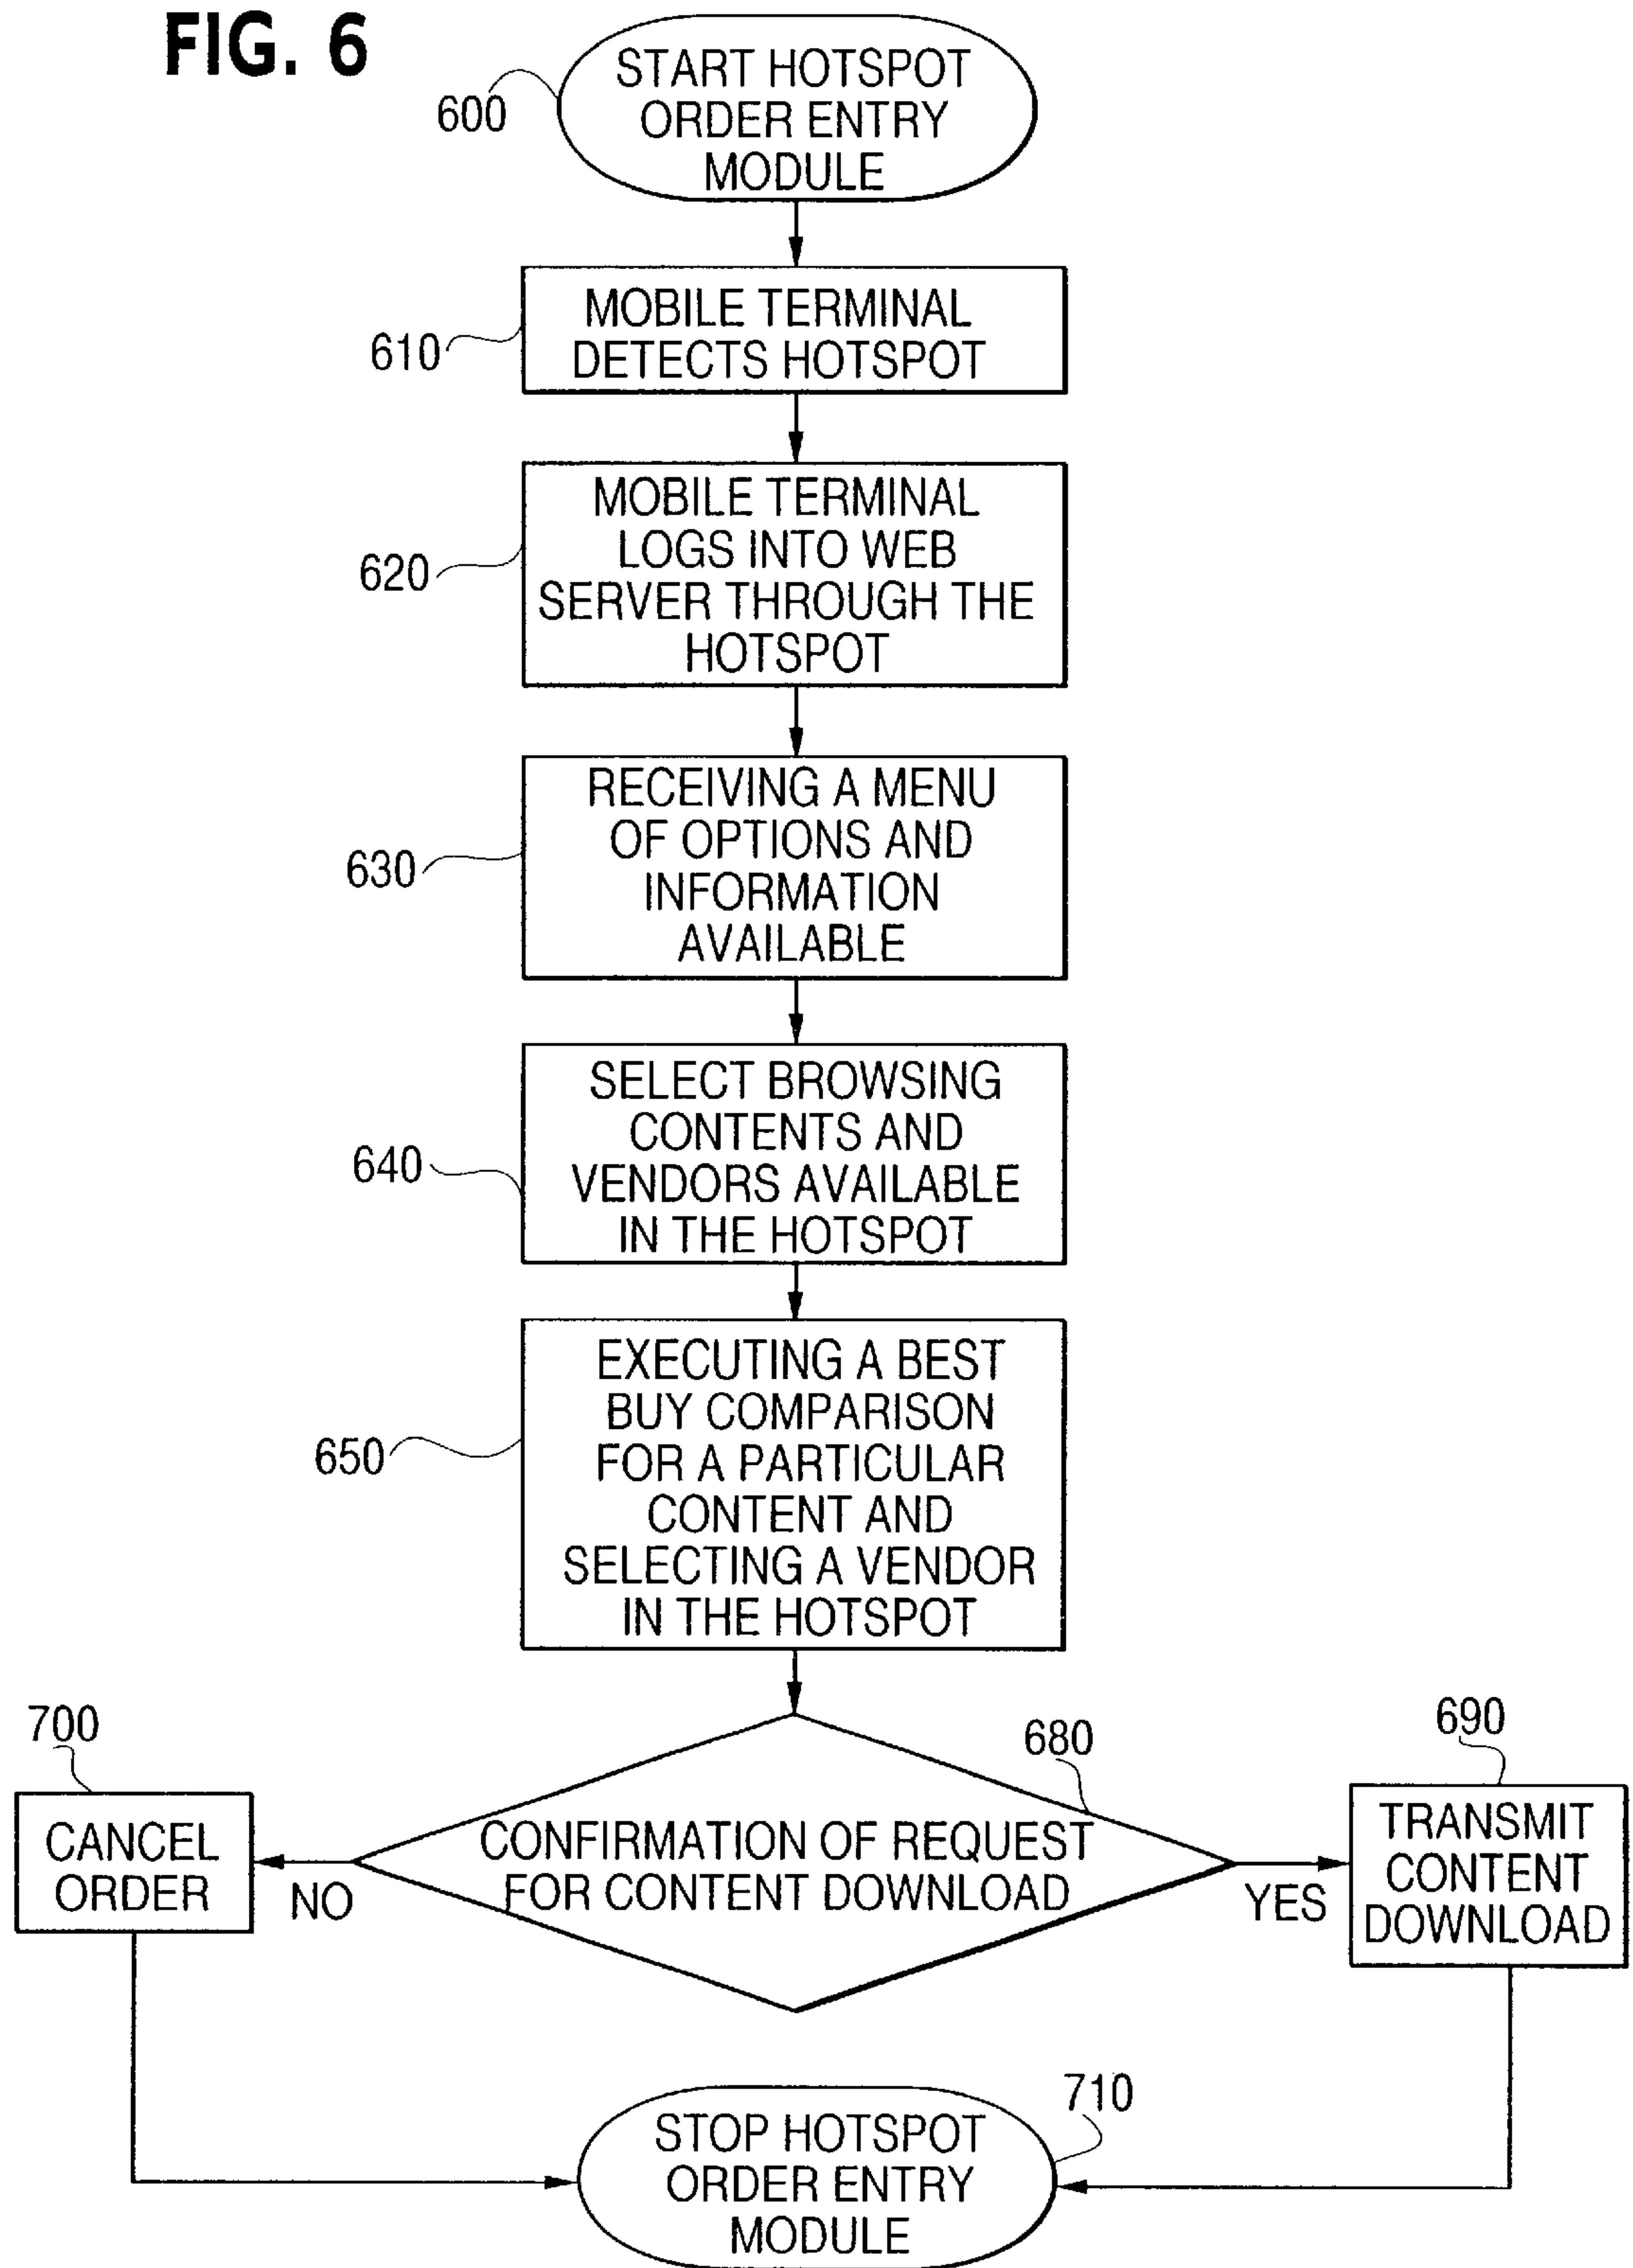 FIG. 6
600
START HOTSPOT
ORDER ENTRY
MODULE
610
MOBILE TERMINAL
DETECTS HOTSPOT
620
MOBILE TERMINAL
LOGS INTO WEB
SERVER THROUGH THE
HOTSPOT
630
RECEIVING A MENU
OF OPTIONS AND
INFORMATION
AVAILABLE
640
SELECT BROWSING
CONTENTS AND
VENDORS AVAILABLE
IN THE HOTSPOT
650
EXECUTING A BEST
BUY COMPARISON
FOR A PARTICULAR
CONTENT AND
SELECTING A VENDOR
IN THE HOTSPOT
680
CONFIRMATION OF REQUEST
FOR CONTENT DOWNLOAD
700
CANCEL
ORDER
NO
YES
690
TRANSMIT
CONTENT
DOWNLOAD
710
STOP HOTSPOT
ORDER ENTRY
MODULE